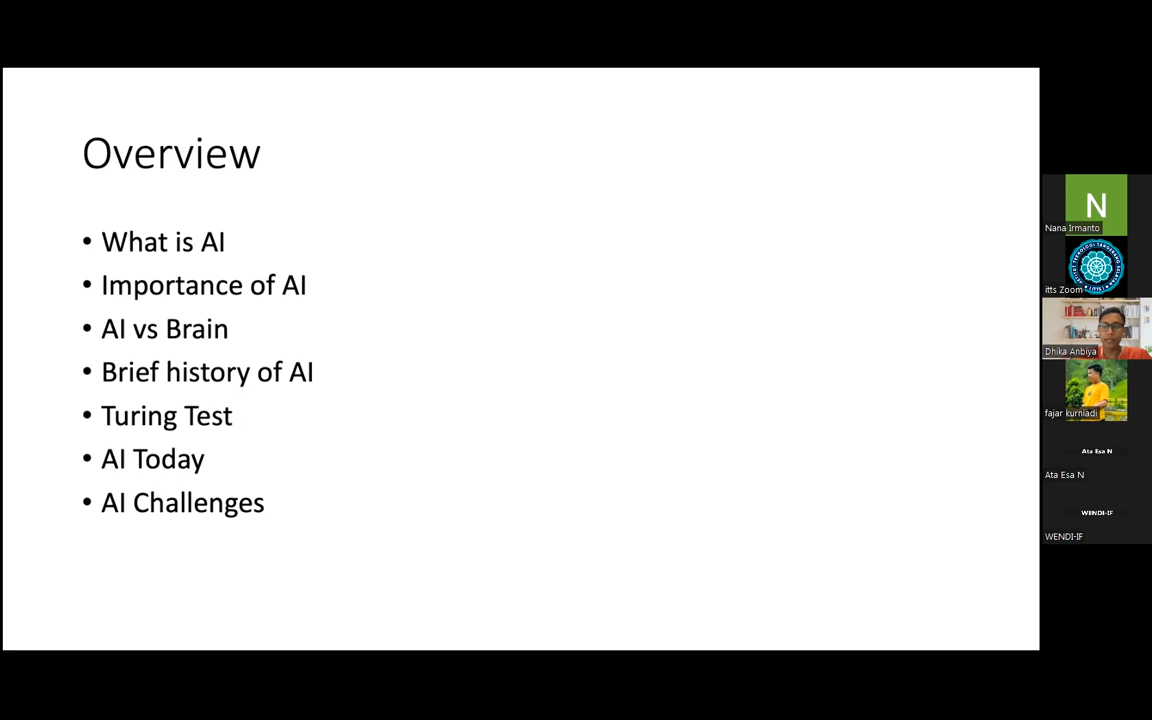 Overview
• What is AI
• Importance of AI
• AI vs Brain
• Brief history of AI
• Turing Test
• AI Today
• AI Challenges
N
Nana Irmanto
itts Zoom
Dhika Anbiya
fajar kurniadi
Ata Esa N
Ata Esa N
WENDI-IF
WENDI-IF